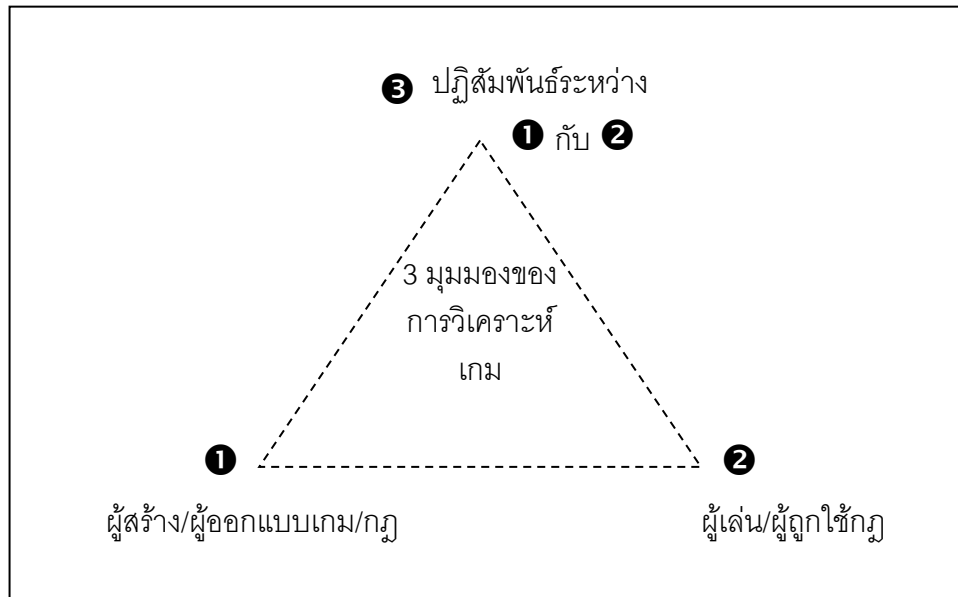 ❸ ปฏิสัมพันธ์ระหว่าง
❶ กับ ❷
3 มุมมองของ
การวิเคราะห์
เกม
❶
❷
ผู้สร้าง/ผู้ออกแบบเกม/กฎ
ผู้เล่น/ผู้ถูกใช้กฎ